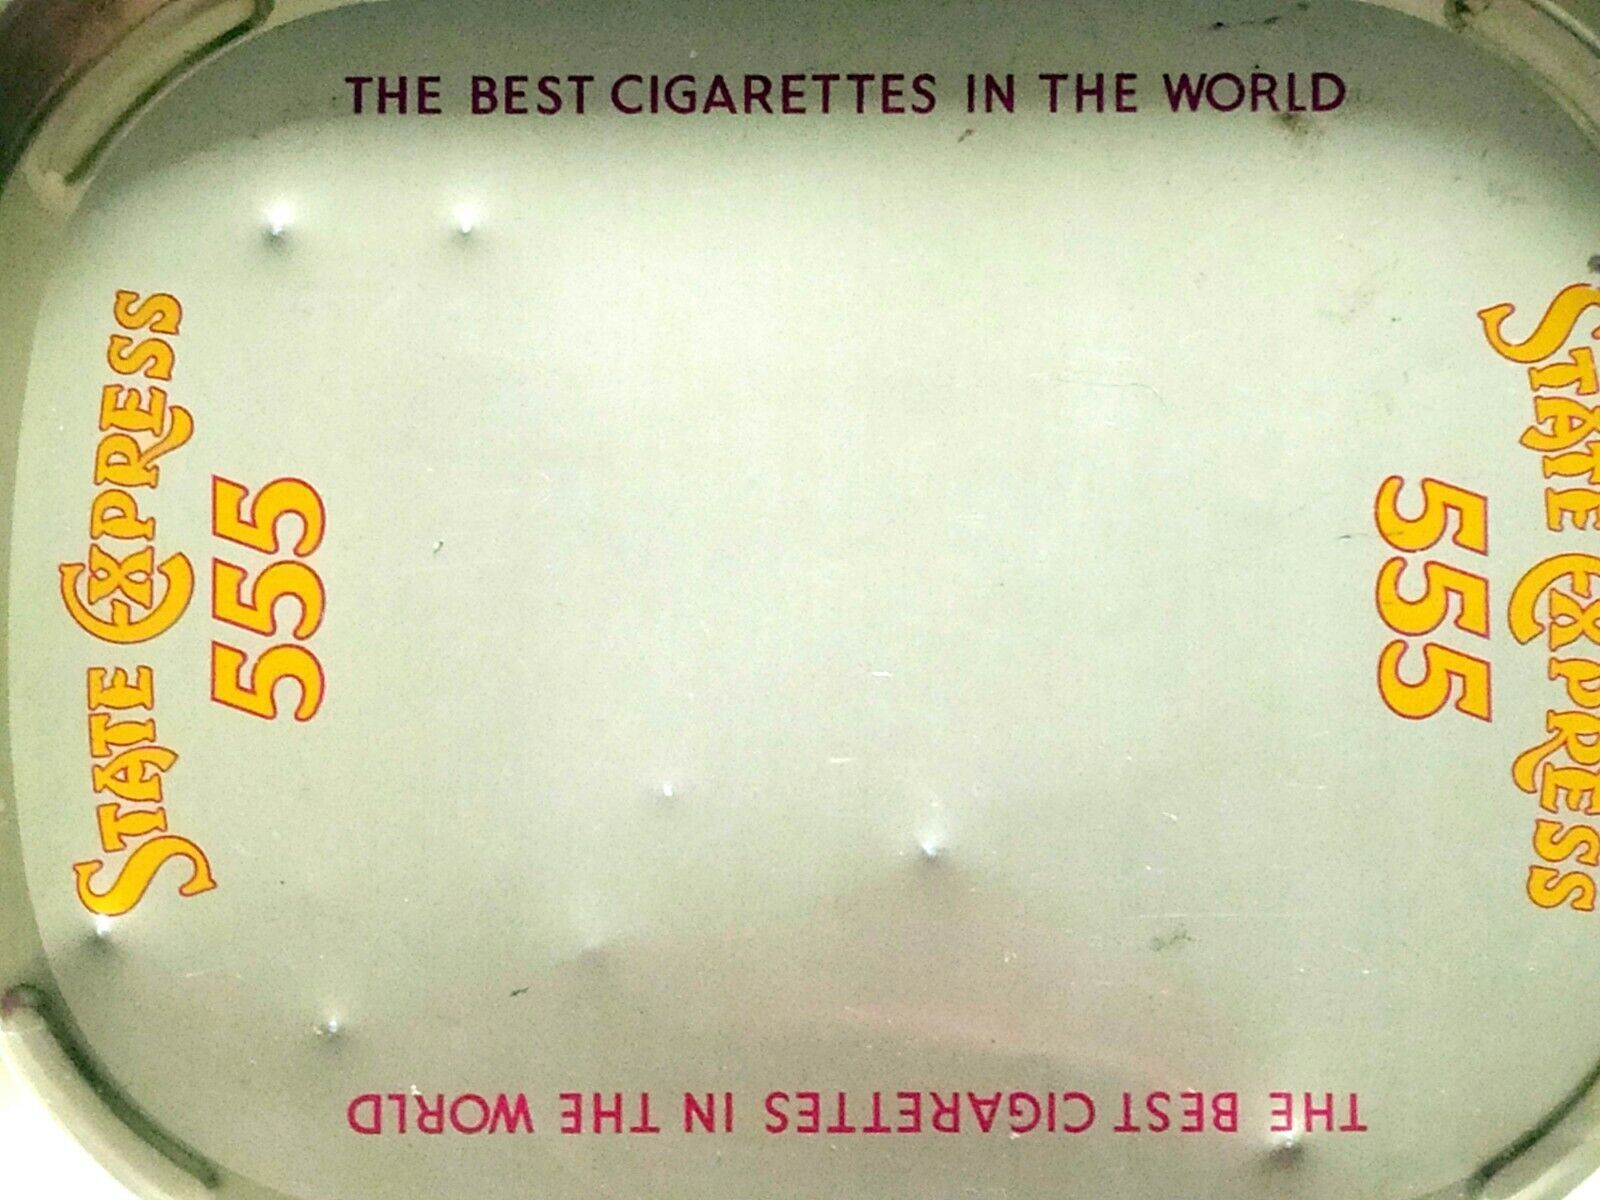 THE BEST CIGARETTES IN THE WORLD
STATE EXPRESS
555
STATE EXPRESS
555
THE BEST CIGARETTES IN THE WORLD